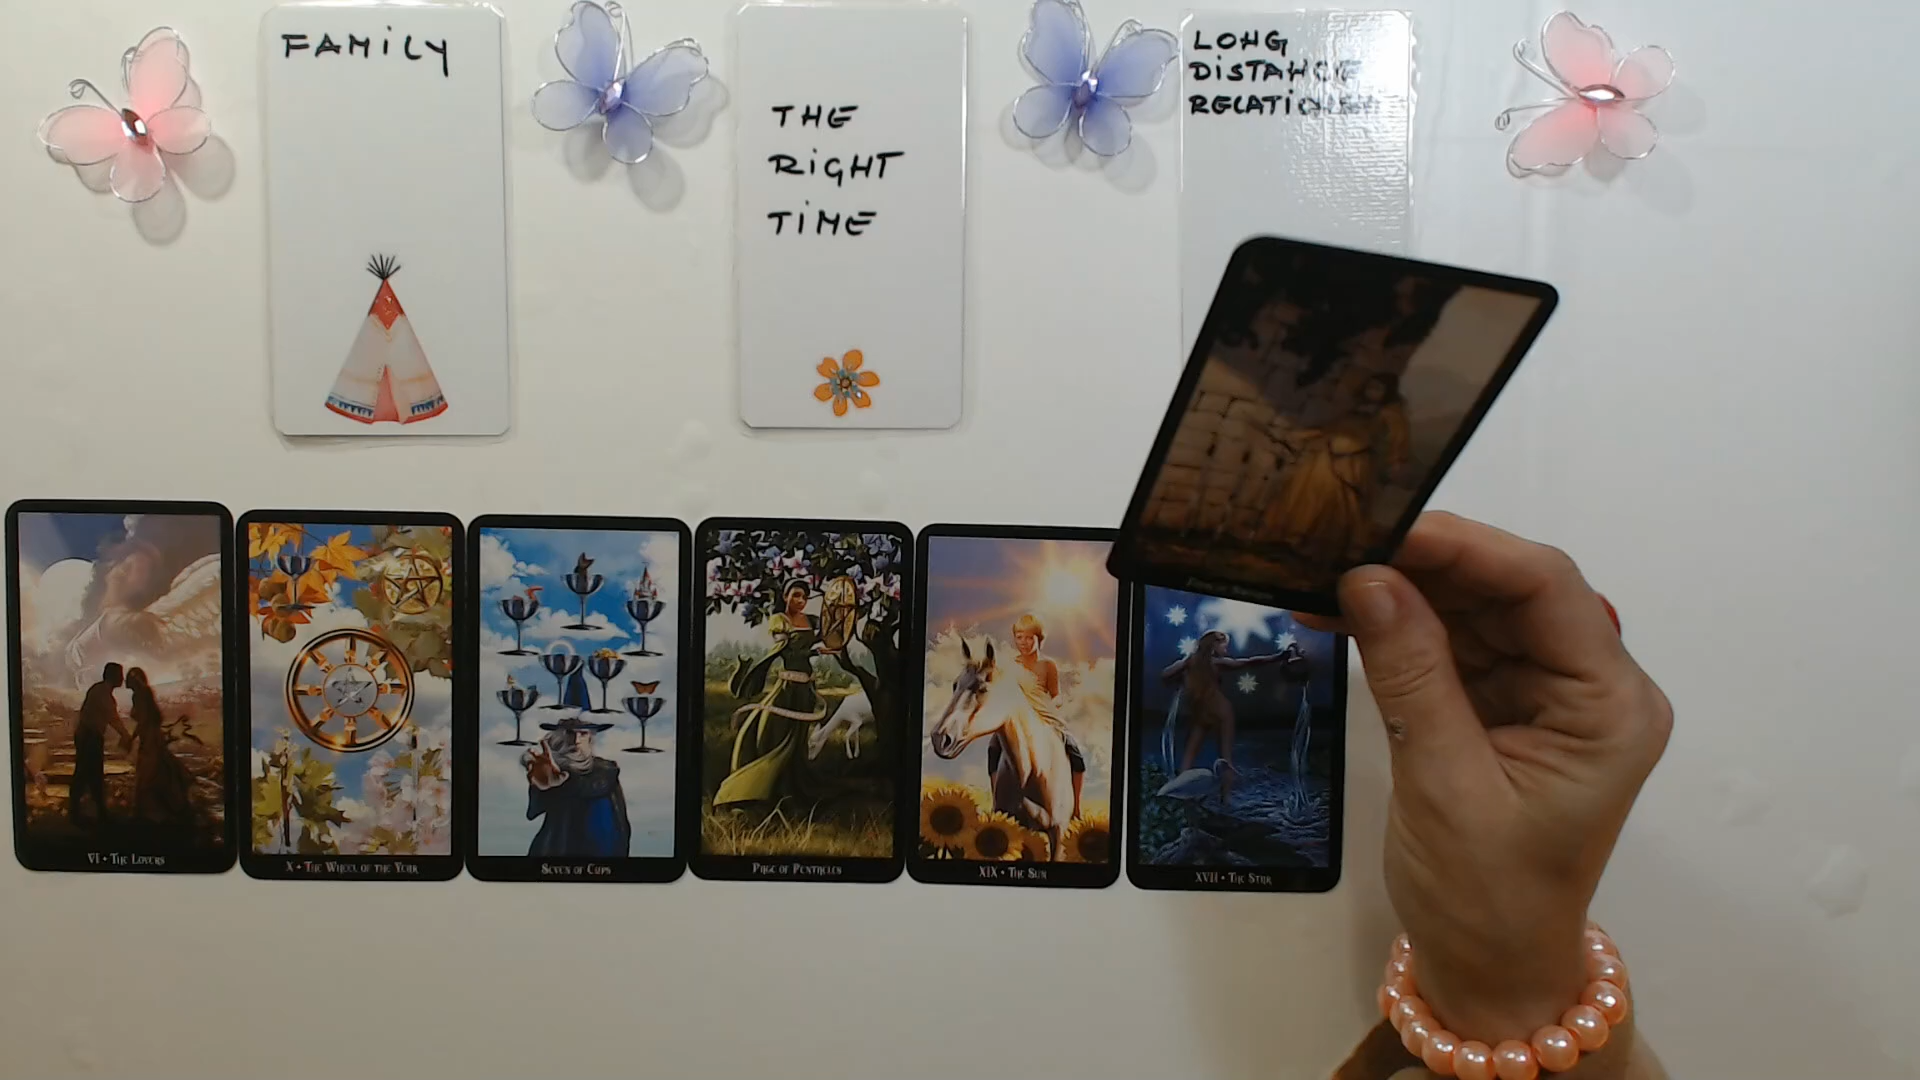 FAMILY
THE
RIGHT
TIME
LONG
DISTANCE
VI • THE LOVERS
X • THE WHEEL OF THE YEAR
SEVEN OF CUPS
PAGE OF PENTACLES
XIX • THE SUN
XVII • THE STAR